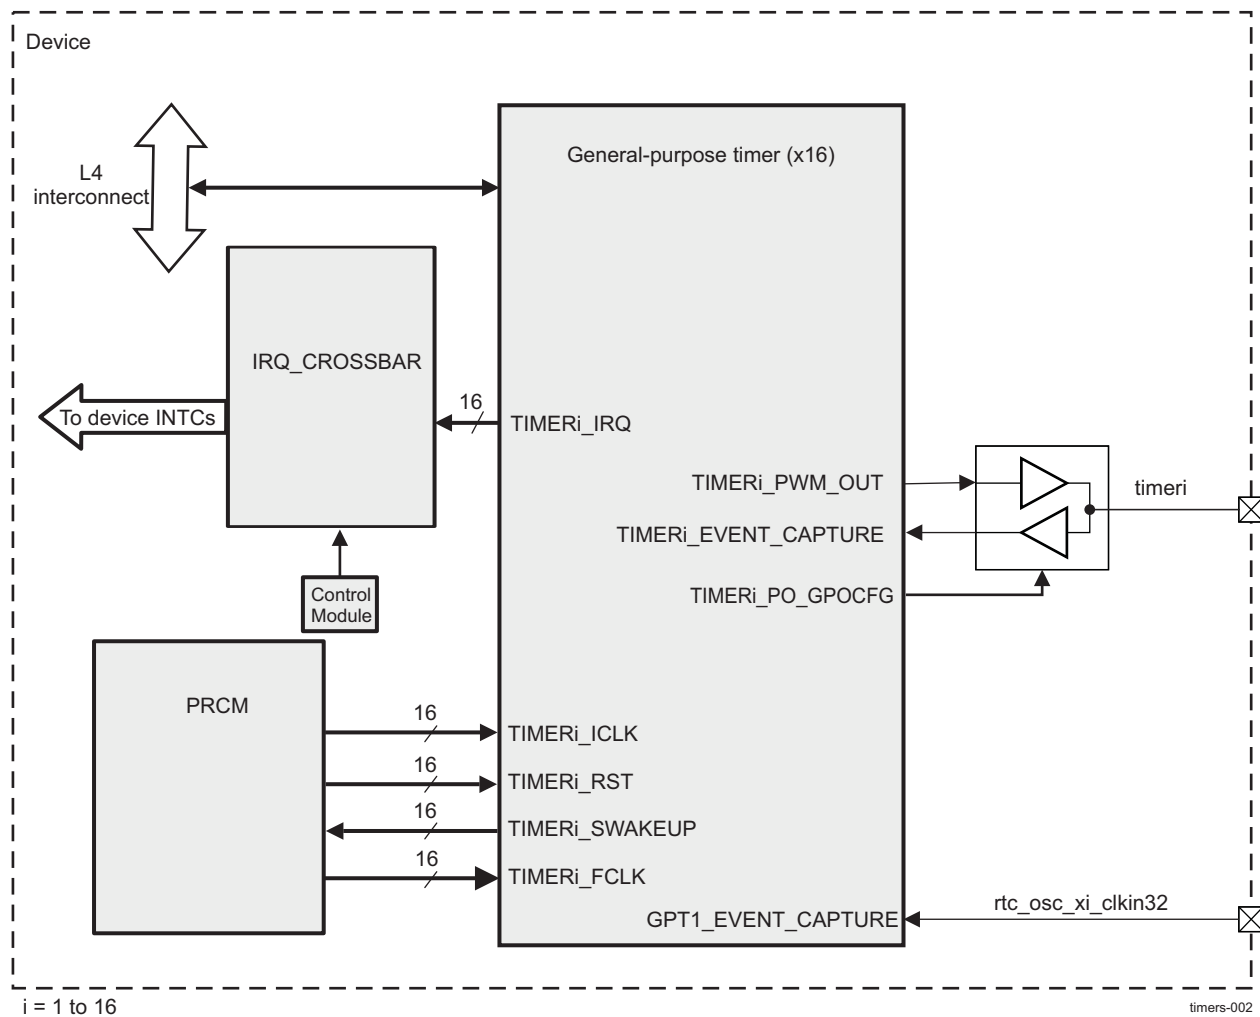 Device
General-purpose timer (x16)
L4
interconnect
IRQ_CROSSBAR
To device INTCs
16
TIMERi_IRQ
TIMERi_PWM_OUT
timeri
TIMERi_EVENT_CAPTURE
TIMERi_PO_GPOCFG
Control
Module
PRCM
16
TIMERi_ICLK
16
TIMERi_RST
16
TIMERi_SWAKEUP
16
TIMERi_FCLK
rtc_osc_xi_clkin32
GPT1_EVENT_CAPTURE
i = 1 to 16
timers-002